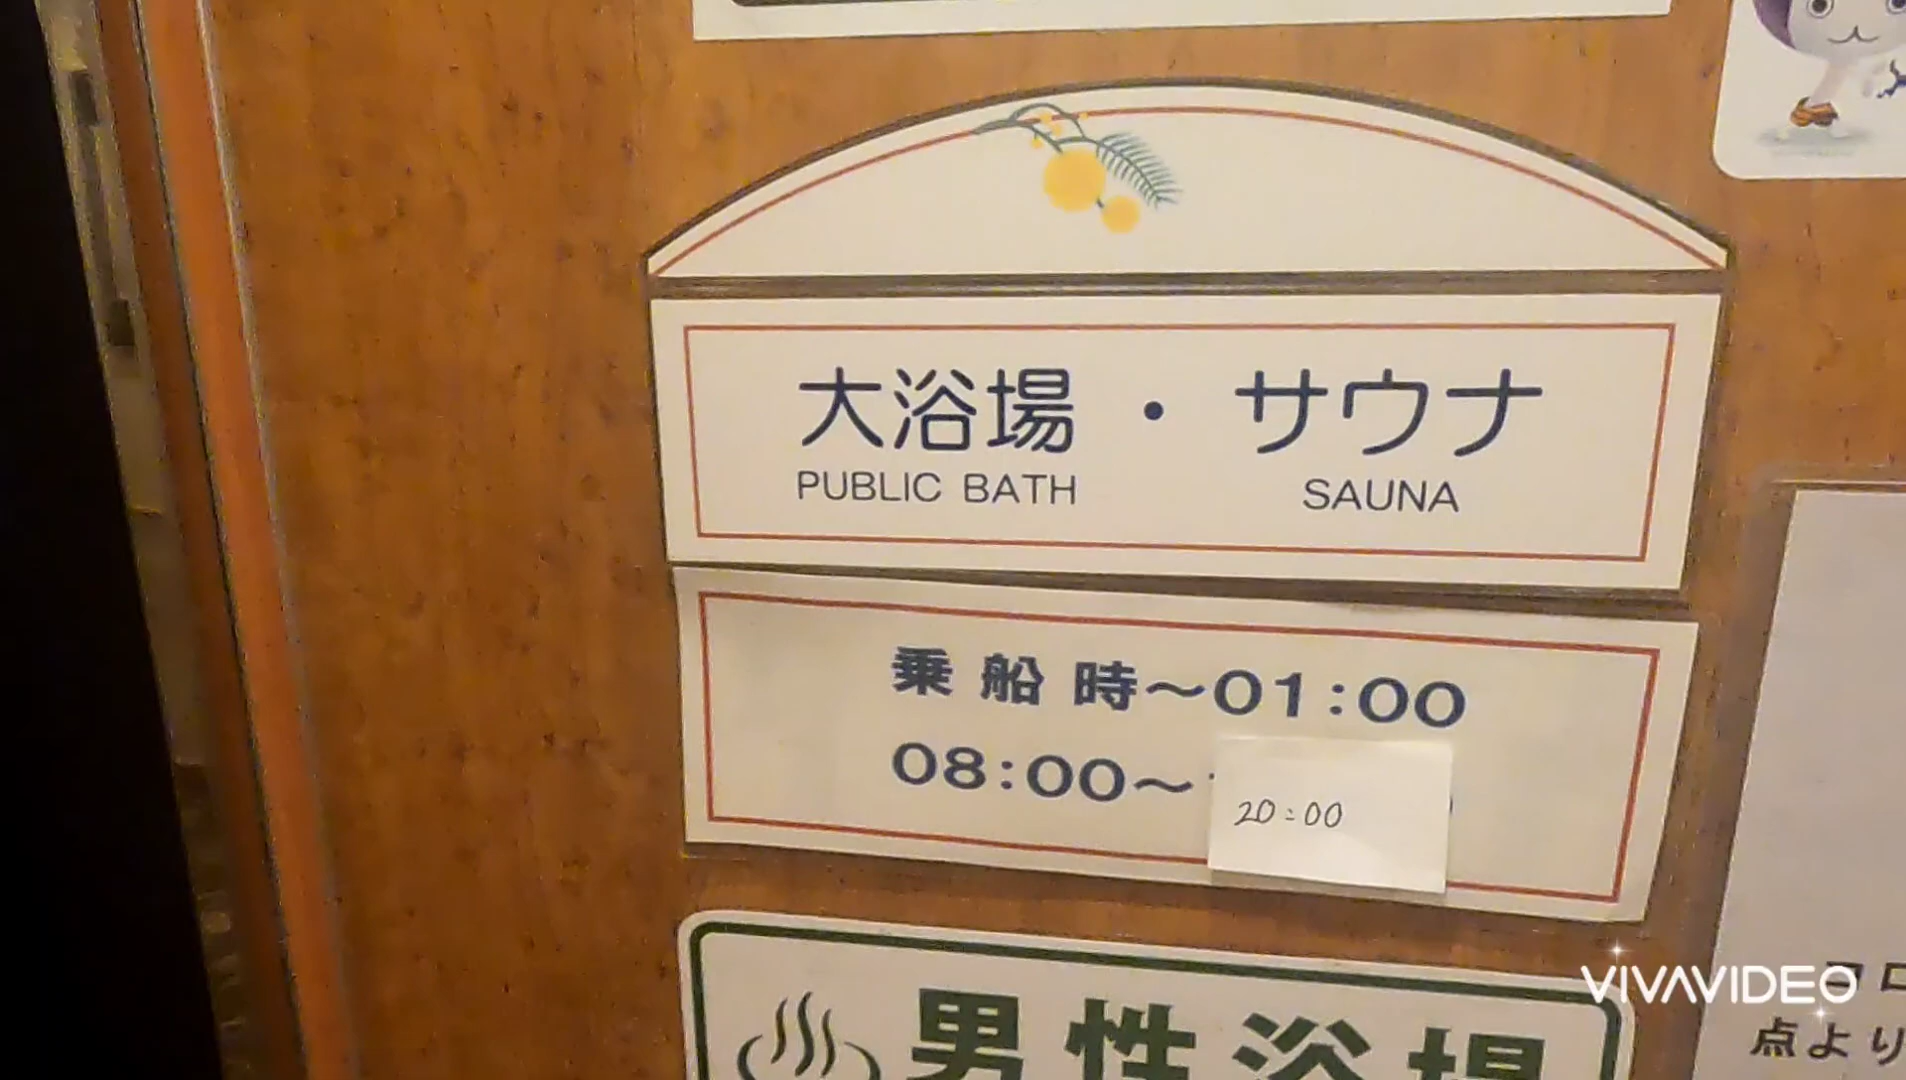 大浴場・サウナ
PUBLIC BATH SAUNA
乗船時～01:00
08:00～
20:00
男性浴場
VIVAVIDEO
点より